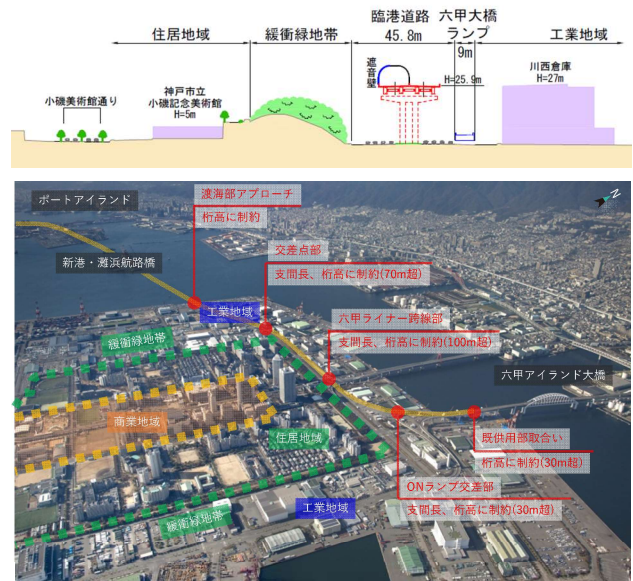 臨港道路
45.8m
六甲大橋
ランプ
9m
住居地域
緩衝緑地帯
工業地域
遮音壁
H=25.9m
川西倉庫
H=27m
小磯美術館通り
神戸市立
小磯記念美術館
H=5m
ポートアイランド
渡海部アプローチ
桁高に制約
N
新港・灘浜航路橋
交差点部
支間長、桁高に制約(70m超)
工業地域
緩衝緑地帯
六甲ライナー跨線部
支間長、桁高に制約(100m超)
六甲アイランド大橋
商業地域
住居地域
既供用部取合い
桁高に制約(30m超)
ONランプ交差部
支間長、桁高に制約(30m超)
緩衝緑地帯
工業地域